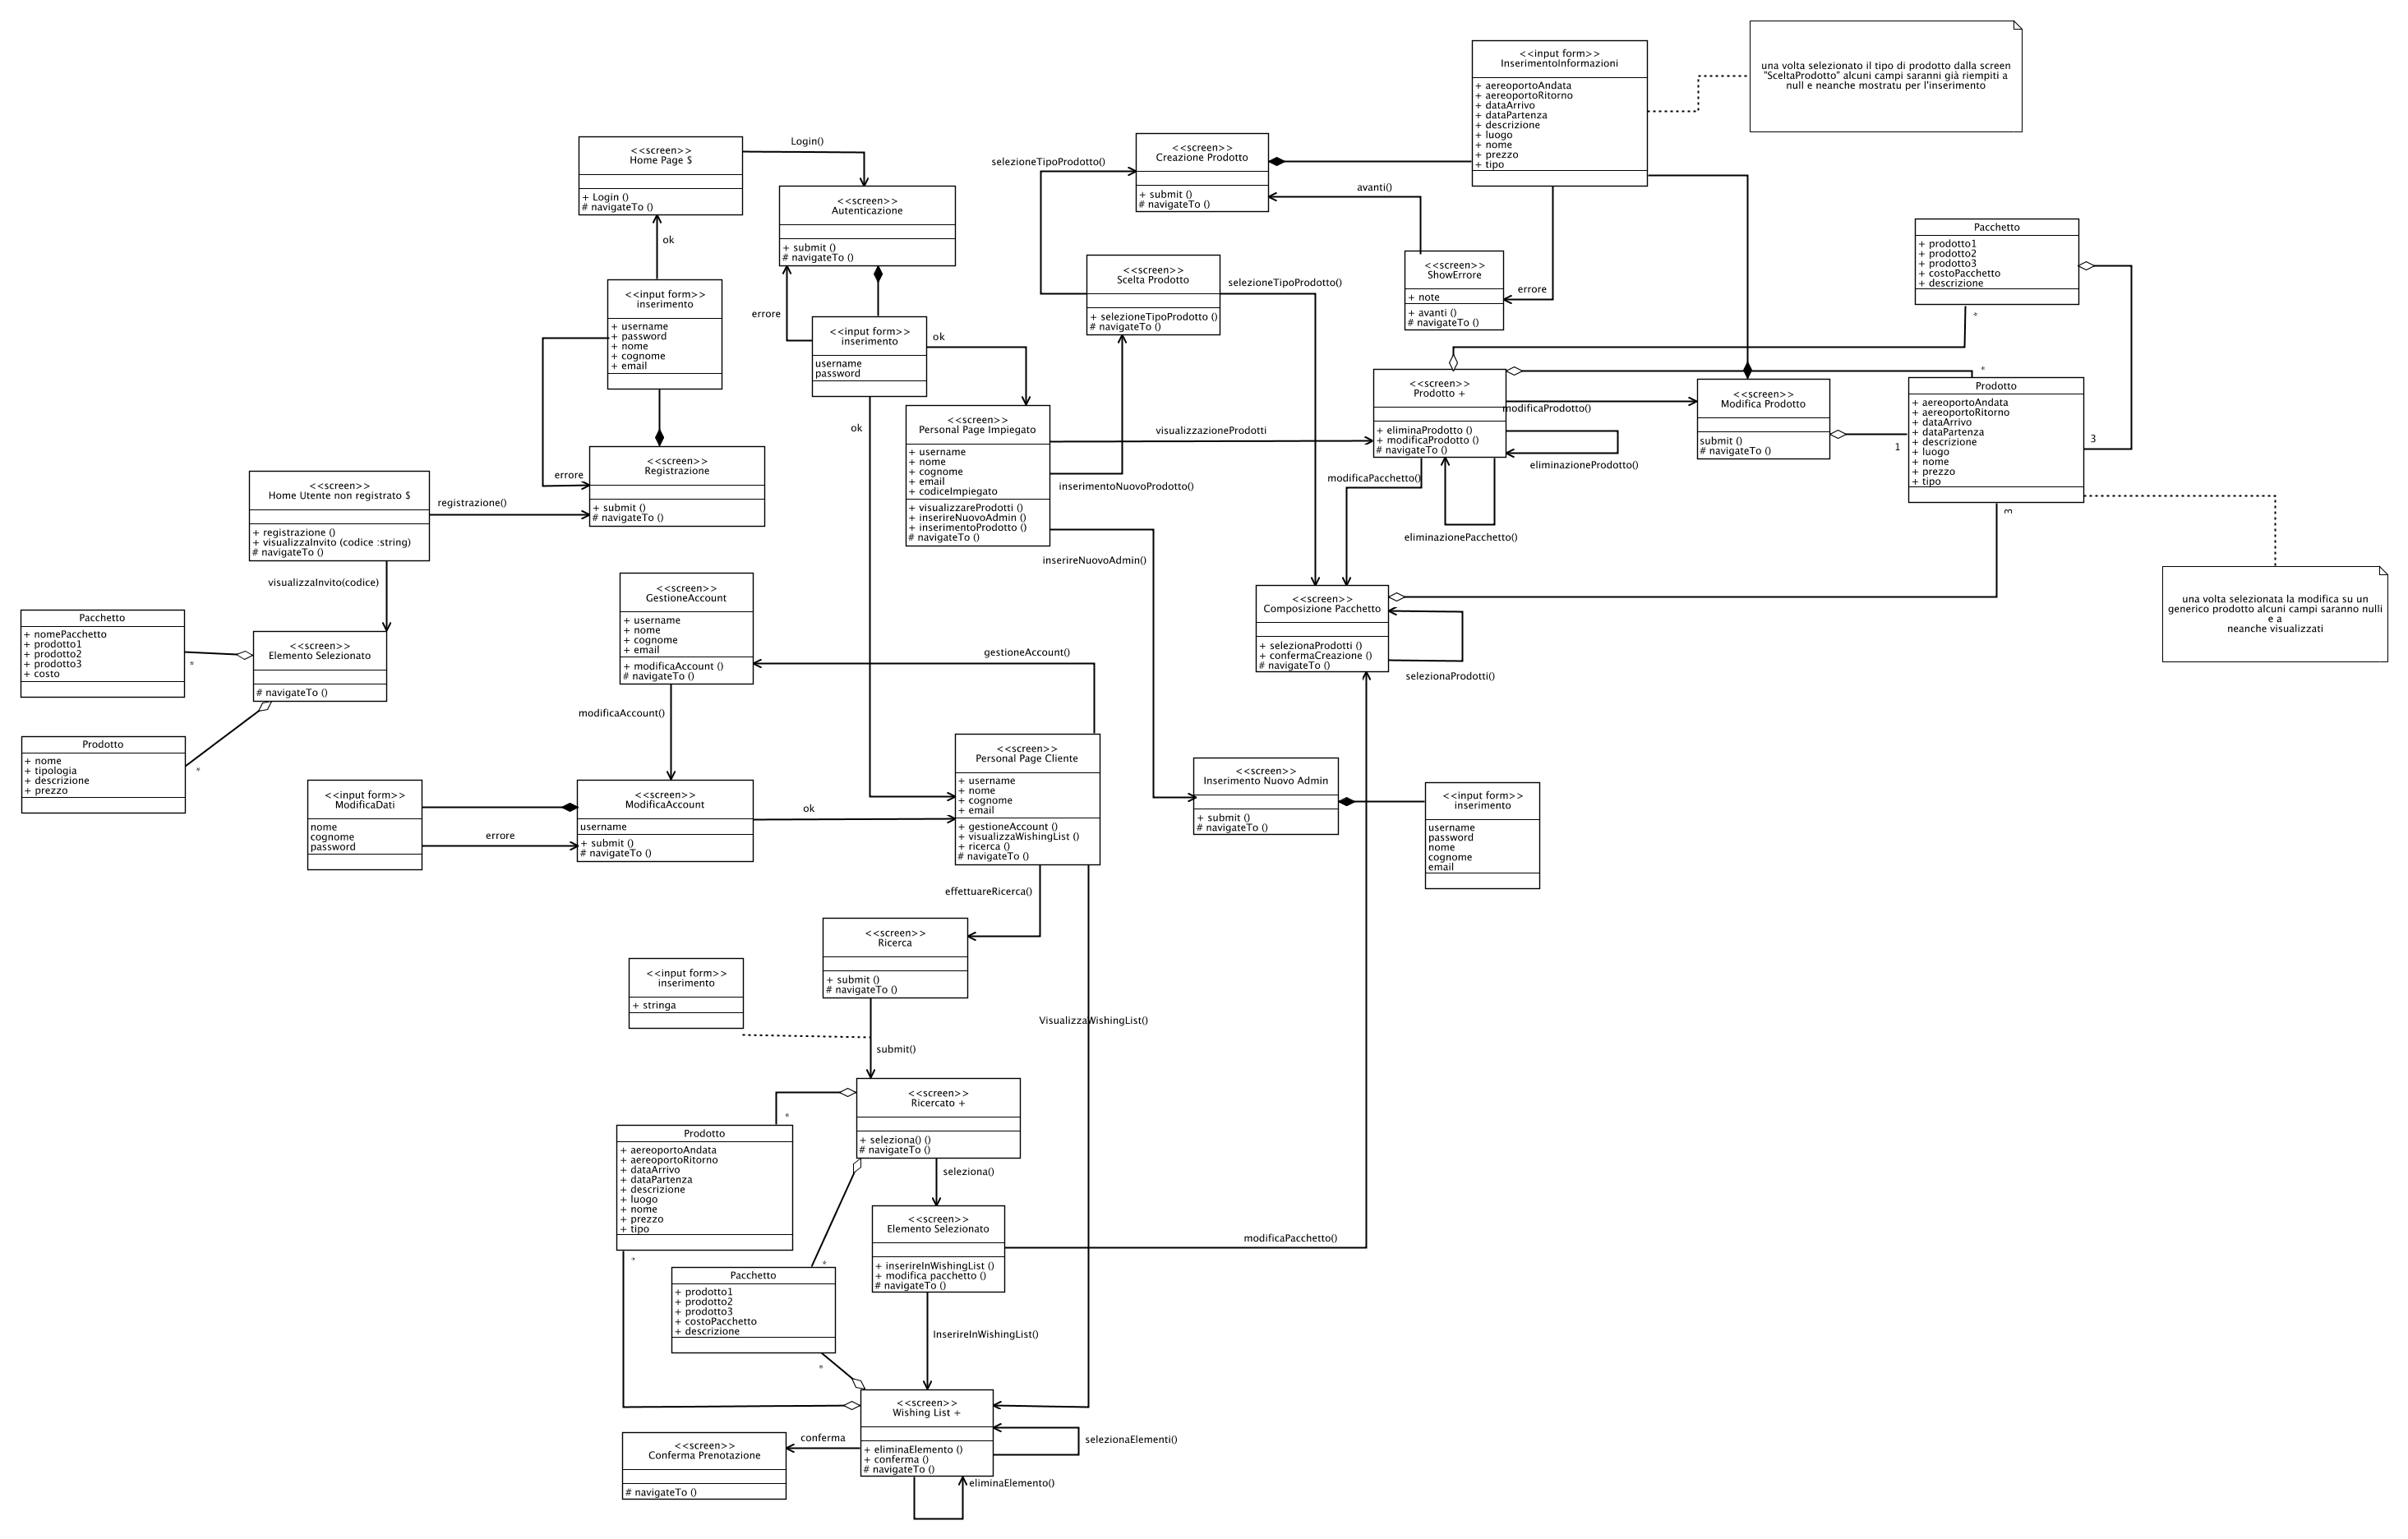 <<input form>>
InserimentoInformazioni
+ aereoportoAndata
+ aereoportoRitorno
+ dataArrivo
+ dataPartenza
+ descrizione
+ luogo
+ nome
+ prezzo
+ tipo
una volta selezionato il tipo di prodotto dalla screen
"SceltaProdotto" alcuni campi saranno già riempiti a
null e neanche mostratu per l'inserimento
<<screen>>
Home Page $
+ Login ()
# navigateTo ()
Login()
<<screen>>
Autenticazione
+ submit ()
# navigateTo ()
selezioneTipoProdotto()
<<screen>>
Creazione Prodotto
+ submit ()
# navigateTo ()
avanti()
ok
<<input form>>
inserimento
+ username
+ password
+ nome
+ cognome
+ email
errore
<<input form>>
inserimento
username
password
ok
ok
<<screen>>
Scelta Prodotto
+ selezioneTipoProdotto ()
# navigateTo ()
selezioneTipoProdotto()
<<screen>>
ShowErrore
+ note
+ avanti ()
# navigateTo ()
errore
Pacchetto
+ prodotto1
+ prodotto2
+ prodotto3
+ costoPacchetto
+ descrizione
*
<<screen>>
Prodotto +
+ eliminaProdotto ()
+ modificaProdotto ()
# navigateTo ()
modificaProdotto()
eliminazioneProdotto()
modificaPacchetto()
eliminazionePacchetto()
<<screen>>
Modifica Prodotto
submit ()
# navigateTo ()
1
*
Prodotto
+ aereoportoAndata
+ aereoportoRitorno
+ dataArrivo
+ dataPartenza
+ descrizione
+ luogo
+ nome
+ prezzo
+ tipo
3
3
<<screen>>
Personal Page Impiegato
+ username
+ nome
+ cognome
+ email
+ codiceImpiegato
+ visualizzareProdotti ()
+ inserireNuovoAdmin ()
+ inserimentoProdotto ()
# navigateTo ()
visualizzazioneProdotti
inserimentoNuovoProdotto()
inserireNuovoAdmin()
errore
<<screen>>
Registrazione
+ submit ()
# navigateTo ()
<<screen>>
Home Utente non registrato $
+ registrazione ()
+ visualizzaInvito (codice :string)
# navigateTo ()
registrazione()
visualizzaInvito(codice)
Pacchetto
+ nomePacchetto
+ prodotto1
+ prodotto2
+ prodotto3
+ costo
*
<<screen>>
Elemento Selezionato
# navigateTo ()
Prodotto
+ nome
+ tipologia
+ descrizione
+ prezzo
*
<<screen>>
GestioneAccount
+ username
+ nome
+ cognome
+ email
+ modificaAccount ()
# navigateTo ()
gestioneAccount()
modificaAccount()
<<screen>>
Composizione Pacchetto
+ selezionaProdotti ()
+ confermaCreazione ()
# navigateTo ()
selezionaProdotti()
una volta selezionata la modifica su un
generico prodotto alcuni campi saranno nulli
e a
neanche visualizzati
<<input form>>
ModificaDati
nome
cognome
password
errore
<<screen>>
ModificaAccount
username
+ submit ()
# navigateTo ()
ok
<<screen>>
Personal Page Cliente
+ username
+ nome
+ cognome
+ email
+ gestioneAccount ()
+ visualizzaWishingList ()
+ ricerca ()
# navigateTo ()
<<screen>>
Inserimento Nuovo Admin
+ submit ()
# navigateTo ()
<<input form>>
inserimento
username
password
nome
cognome
email
effettuareRicerca()
<<screen>>
Ricerca
+ submit ()
# navigateTo ()
<<input form>>
inserimento
+ stringa
submit()
VisualizzaWishingList()
<<screen>>
Ricercato +
+ seleziona() ()
# navigateTo ()
*
Prodotto
+ aereoportoAndata
+ aereoportoRitorno
+ dataArrivo
+ dataPartenza
+ descrizione
+ luogo
+ nome
+ prezzo
+ tipo
*
seleziona()
<<screen>>
Elemento Selezionato
+ inserireInWishingList ()
+ modifica pacchetto ()
# navigateTo ()
modificaPacchetto()
*
Pacchetto
+ prodotto1
+ prodotto2
+ prodotto3
+ costoPacchetto
+ descrizione
*
InserireInWishingList()
<<screen>>
Wishing List +
+ eliminaElemento ()
+ conferma ()
# navigateTo ()
selezionaElementi()
eliminaElemento()
conferma
<<screen>>
Conferma Prenotazione
# navigateTo ()